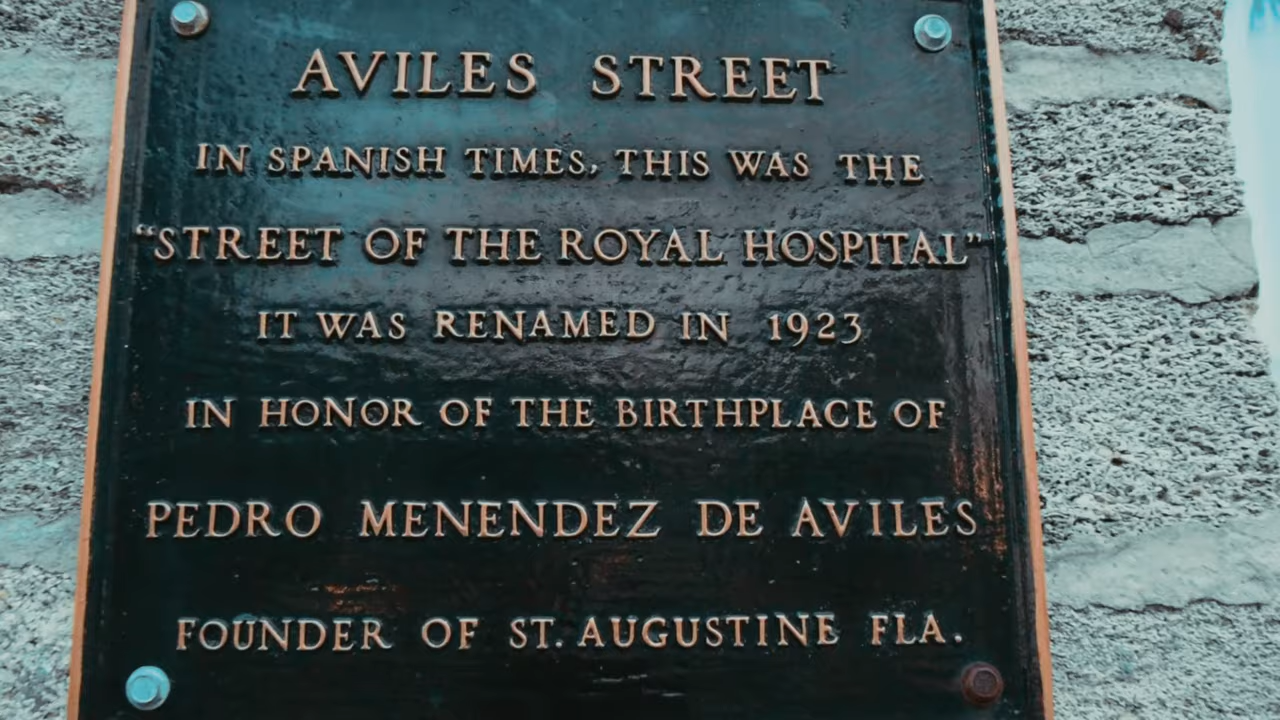 AVILES STREET
IN SPANISH TIMES, THIS WAS THE
“STREET OF THE ROYAL HOSPITAL”
IT WAS RENAMED IN 1923
IN HONOR OF THE BIRTHPLACE OF
PEDRO MENENDEZ DE AVILES
FOUNDER OF ST. AUGUSTINE FLA.